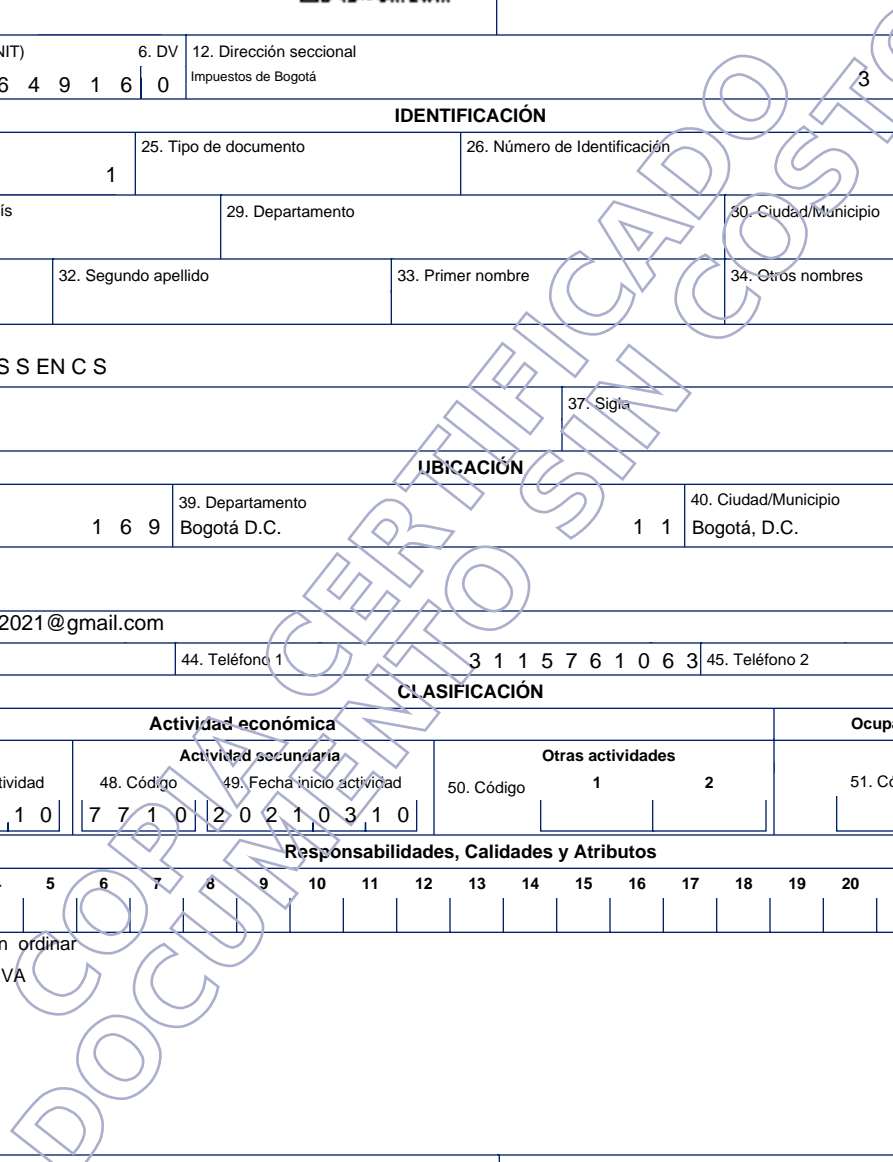 NIT) 6. DV 12. Dirección seccional
6 4 9 1 6 0 Impuestos de Bogotá 3
IDENTIFICACIÓN
25. Tipo de documento 26. Número de Identificación
1
ís 29. Departamento 30. Ciudad/Municipio
32. Segundo apellido 33. Primer nombre 34. Otros nombres
S S EN C S
37. Sigla
UBICACIÓN
39. Departamento 40. Ciudad/Municipio
1 6 9 Bogotá D.C. 1 1 Bogotá, D.C.
2021@gmail.com
44. Teléfono 1 3 1 1 5 7 6 1 0 6 3 45. Teléfono 2
CLASIFICACIÓN
Actividad económica Ocupa
Actividad secundaria Otras actividades
tividad 48. Código 49. Fecha inicio actividad 50. Código 1 2 51. Có
1 0 7 7 1 0 2 0 2 1 0 3 1 0
Responsabilidades, Calidades y Atributos
5 6 7 8 9 10 11 12 13 14 15 16 17 18 19 20
n ordinar
VA
COPIA CERTIFICADO
DOCUMENTO SIN COSTO